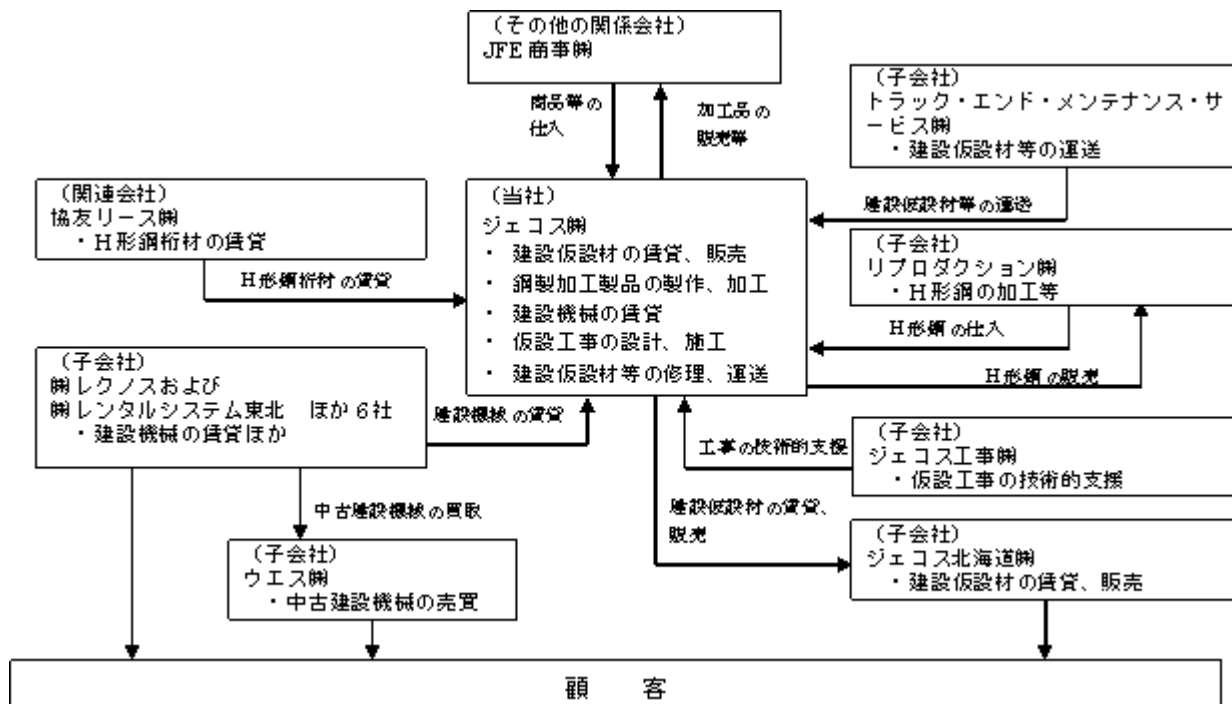 （その他の関係会社）
JFE商事㈱
商品等の
仕入
加工品の
販売等
（子会社）
トラック・エンド・メンテナンス・サ
ービス㈱
・建設仮設材等の運送
建設仮設材等の運送
（関連会社）
協友リース㈱
・H形鋼桁材の賃貸
H形鋼桁材の賃貸
（当社）
ジェコス㈱
・ 建設仮設材の賃貸、販売
・ 鋼製加工製品の製作、加工
・ 建設機械の賃貸
・ 仮設工事の設計、施工
・ 建設仮設材等の修理、運送
（子会社）
リプロダクション㈱
・H形鋼の加工等
H形鋼の仕入
H形鋼の販売
（子会社）
㈱レクノスおよび
㈱レンタルシステム東北　ほか6社
・建設機械の賃貸ほか
建設機械の賃貸
工事の技術的支援
（子会社）
ジェコス工事㈱
・仮設工事の技術的支援
中古建設機械の買取
建設仮設材の賃貸、
販売
（子会社）
ウエス㈱
・中古建設機械の売買
（子会社）
ジェコス北海道㈱
・建設仮設材の賃貸、販売
顧　客